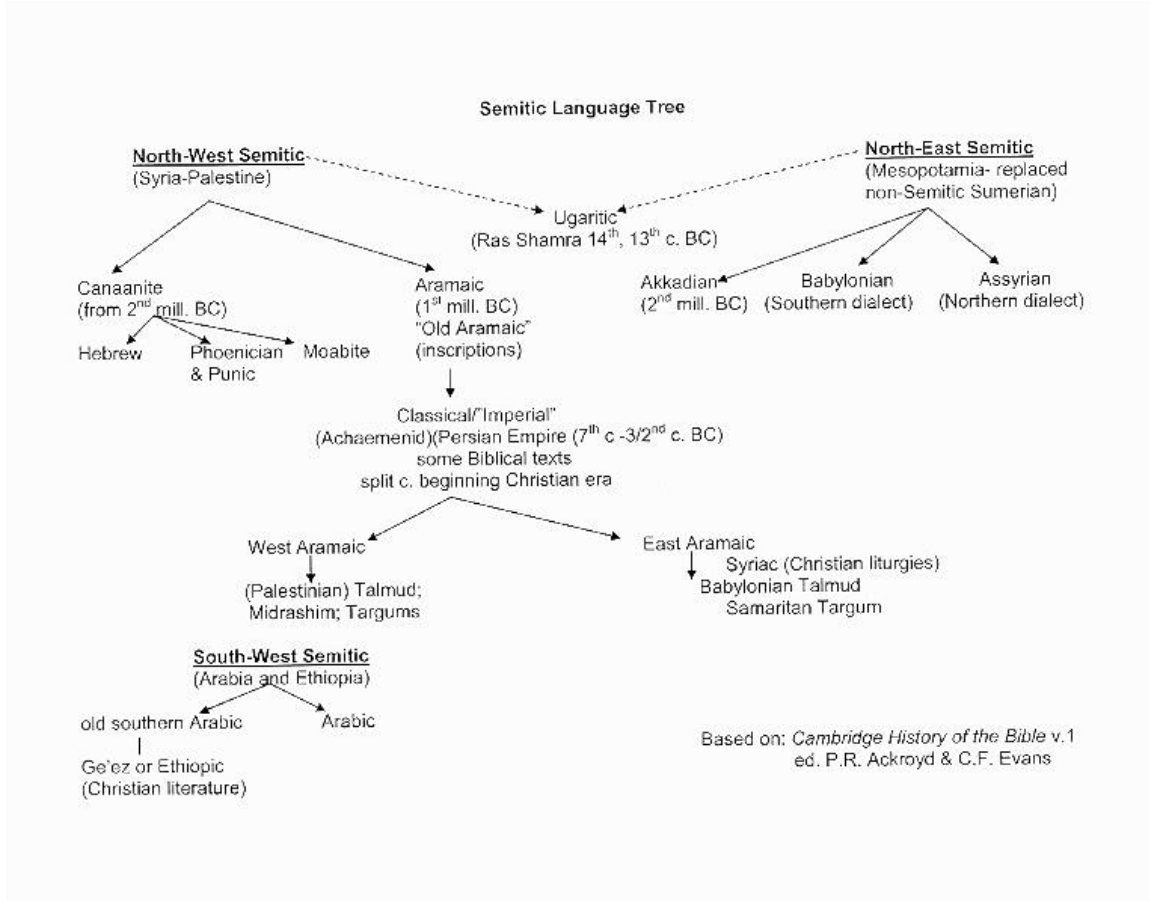 Semitic Language Tree
North-West Semitic
(Syria-Palestine)
North-East Semitic
(Mesopotamia- replaced
non-Semitic Sumerian)
Ugaritic
(Ras Shamra 14th, 13th c. BC)
Canaanite
(from 2nd mill. BC)
Hebrew
Phoenician
& Punic
Moabite
Aramaic
(1st mill. BC)
"Old Aramaic"
(inscriptions)
Akkadian
(2nd mill. BC)
Babylonian
(Southern dialect)
Assyrian
(Northern dialect)
Classical/"Imperial"
(Achaemenid)(Persian Empire (7th c -3/2nd c. BC)
some Biblical texts
split c. beginning Christian era
West Aramaic
(Palestinian) Talmud;
Midrashim; Targums
East Aramaic
Syriac (Christian liturgies)
Babylonian Talmud
Samaritan Targum
South-West Semitic
(Arabia and Ethiopia)
old southern Arabic
Arabic
Ge'ez or Ethiopic
(Christian literature)
Based on: Cambridge History of the Bible v.1
ed. P.R. Ackroyd & C.F. Evans